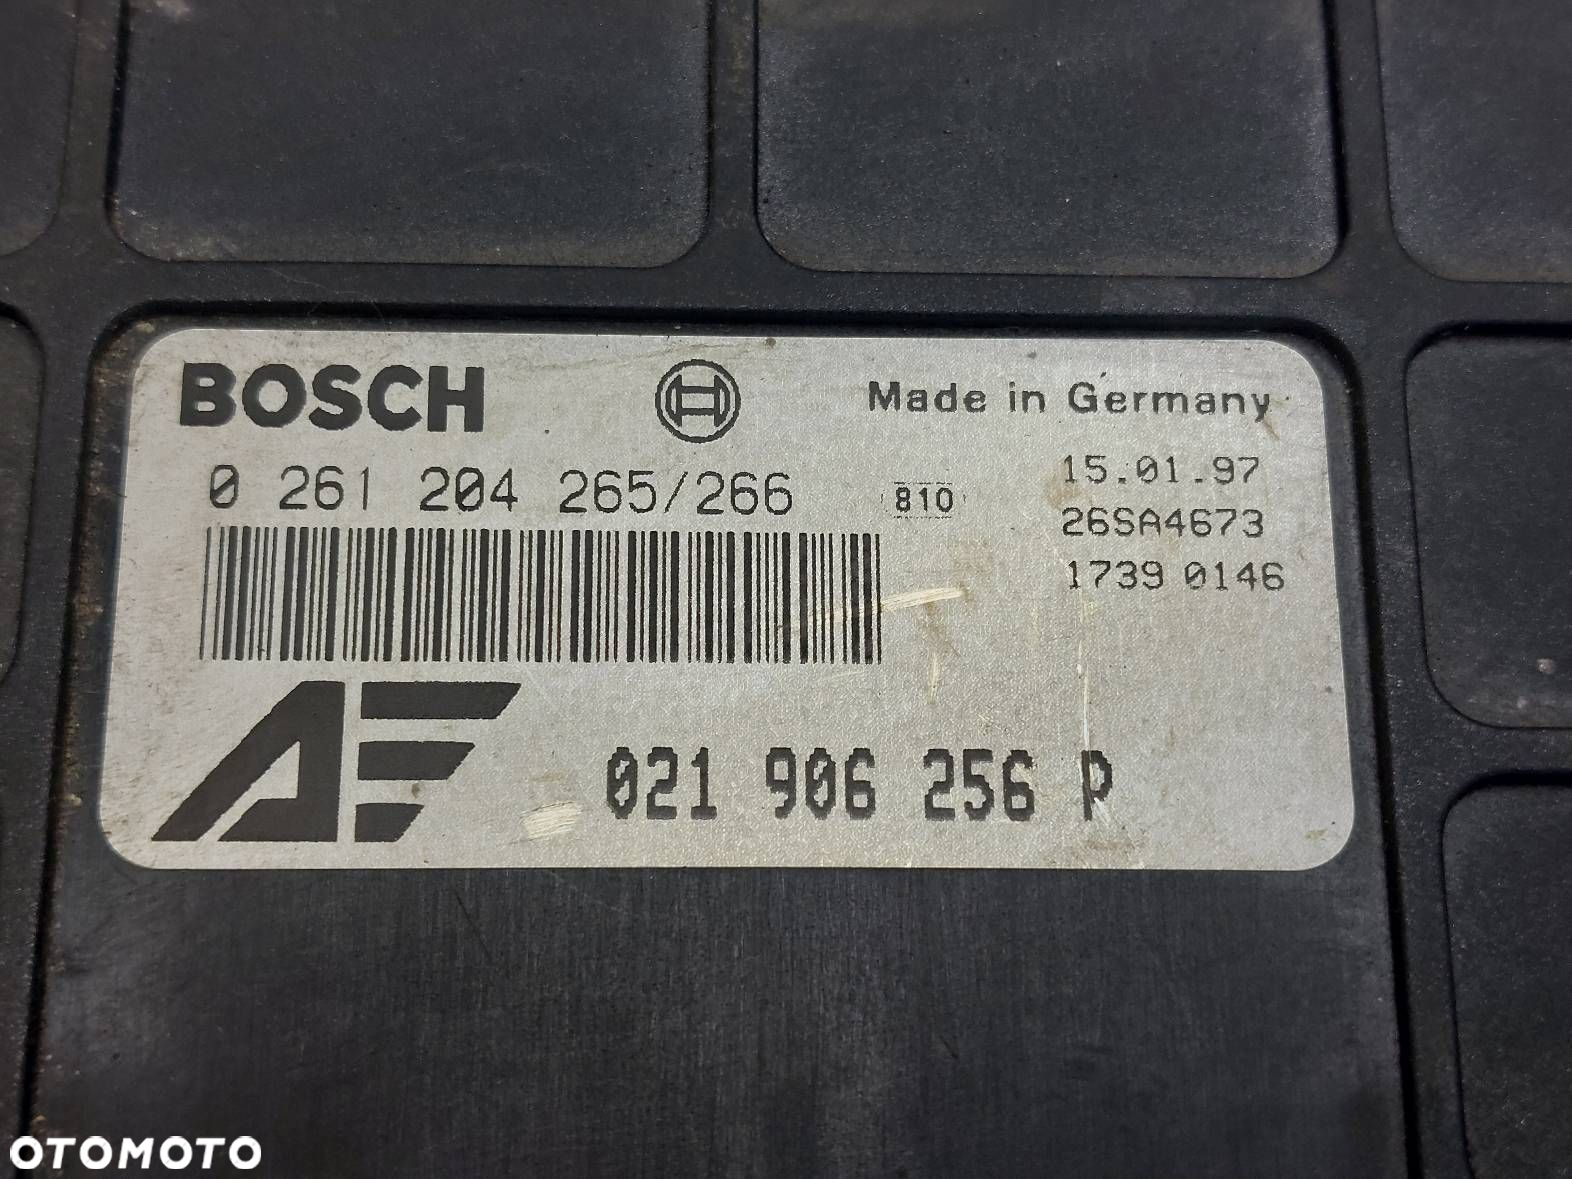 BOSCH
Made in Germany
0 261 204 265/266
810
15.01.97
26SA4673
1739 0146
AF
021 906 256 P
OTOMOTO